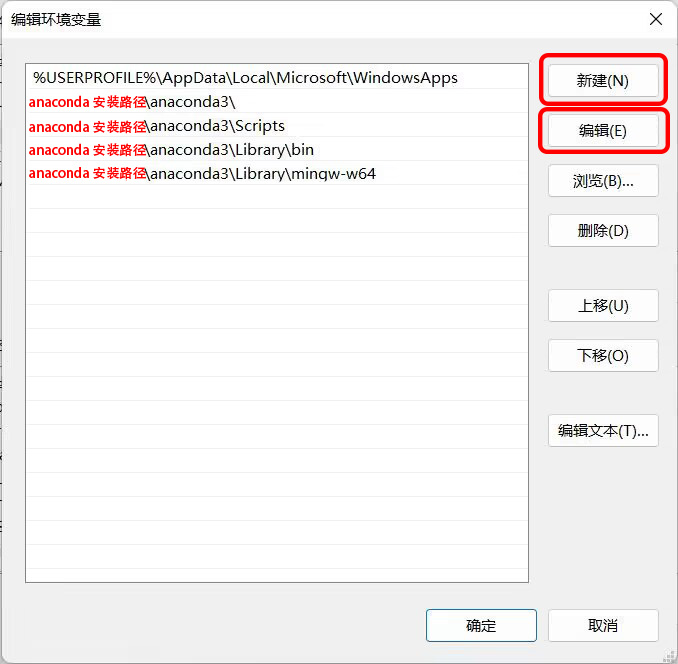 编辑环境变量
%USERPROFILE%\AppData\Local\Microsoft\WindowsApps
anaconda 安装路径\anaconda3\
anaconda 安装路径\anaconda3\Scripts
anaconda 安装路径\anaconda3\Library\bin
anaconda 安装路径\anaconda3\Library\mingw-w64
新建(N)
编辑(E)
浏览(B)...
删除(D)
上移(U)
下移(O)
编辑文本(T)...
确定
取消